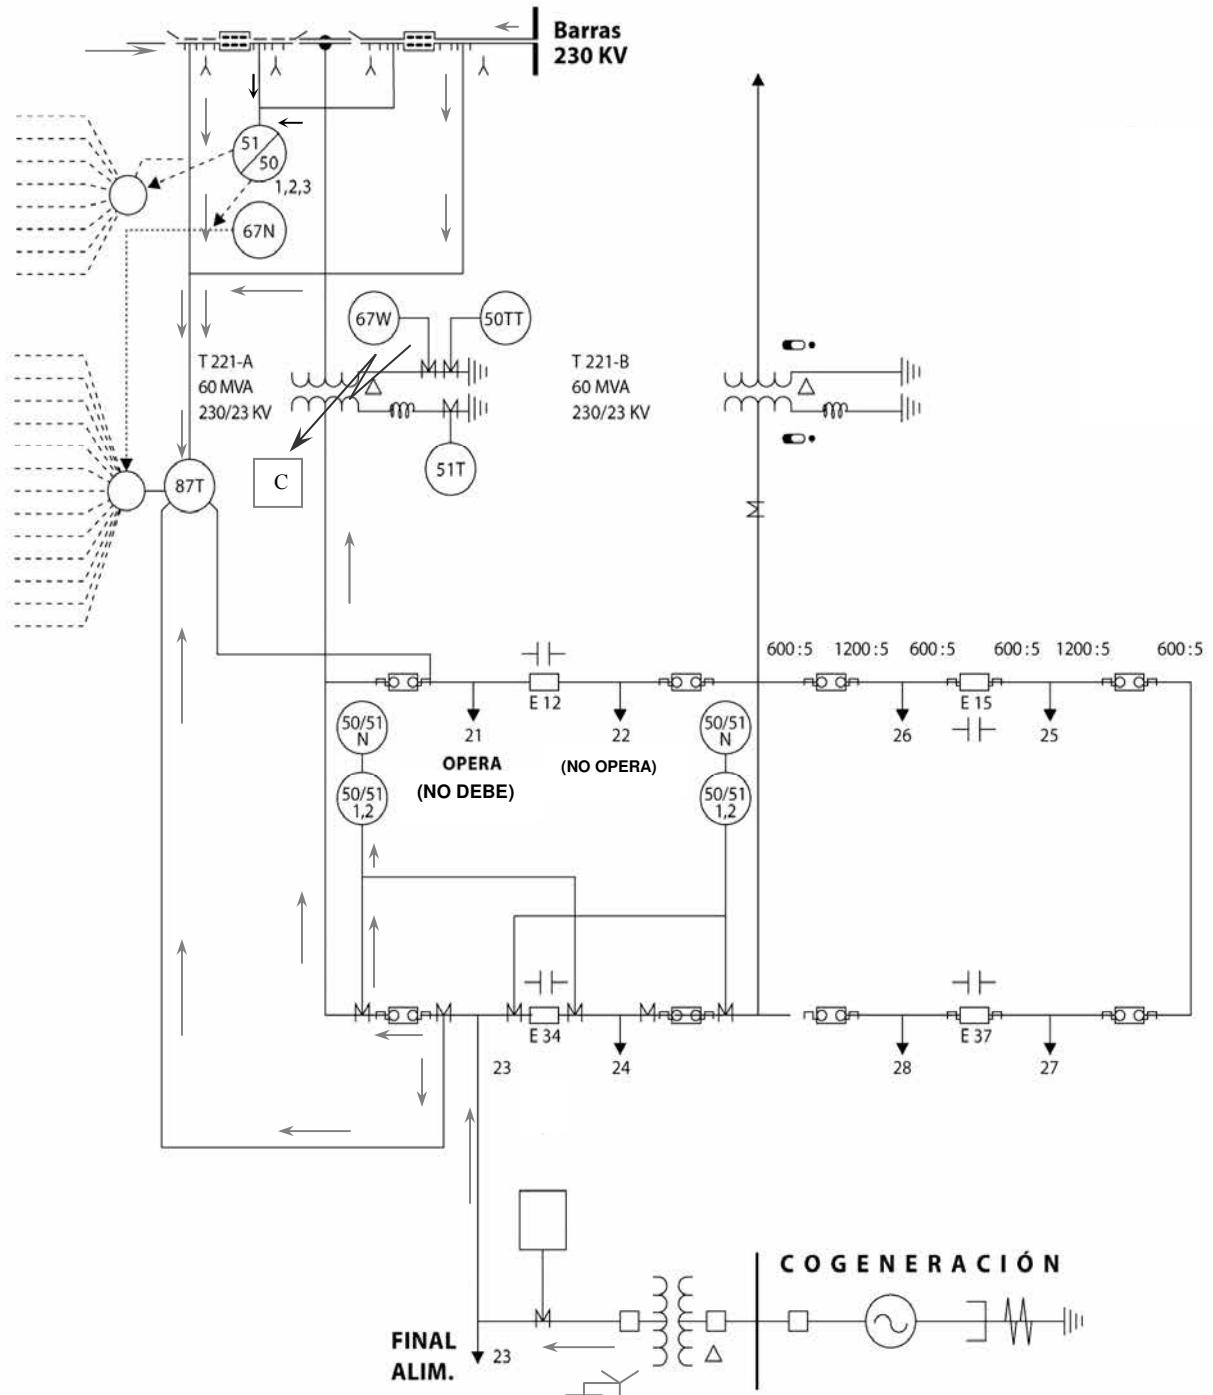 Barras
230 KV
51
50
1,2,3
67N
67W
50TT
T 221-A
60 MVA
230/23 KV
T 221-B
60 MVA
230/23 KV
51T
87T
C
600:5
1200:5
600:5
600:5
1200:5
600:5
E 12
E 15
50/51
N
21
22
50/51
N
26
25
OPERA
(NO DEBE)
(NO OPERA)
50/51
1,2
50/51
1,2
E 34
E 37
23
24
28
27
COGENERACIÓN
FINAL
ALIM.
23